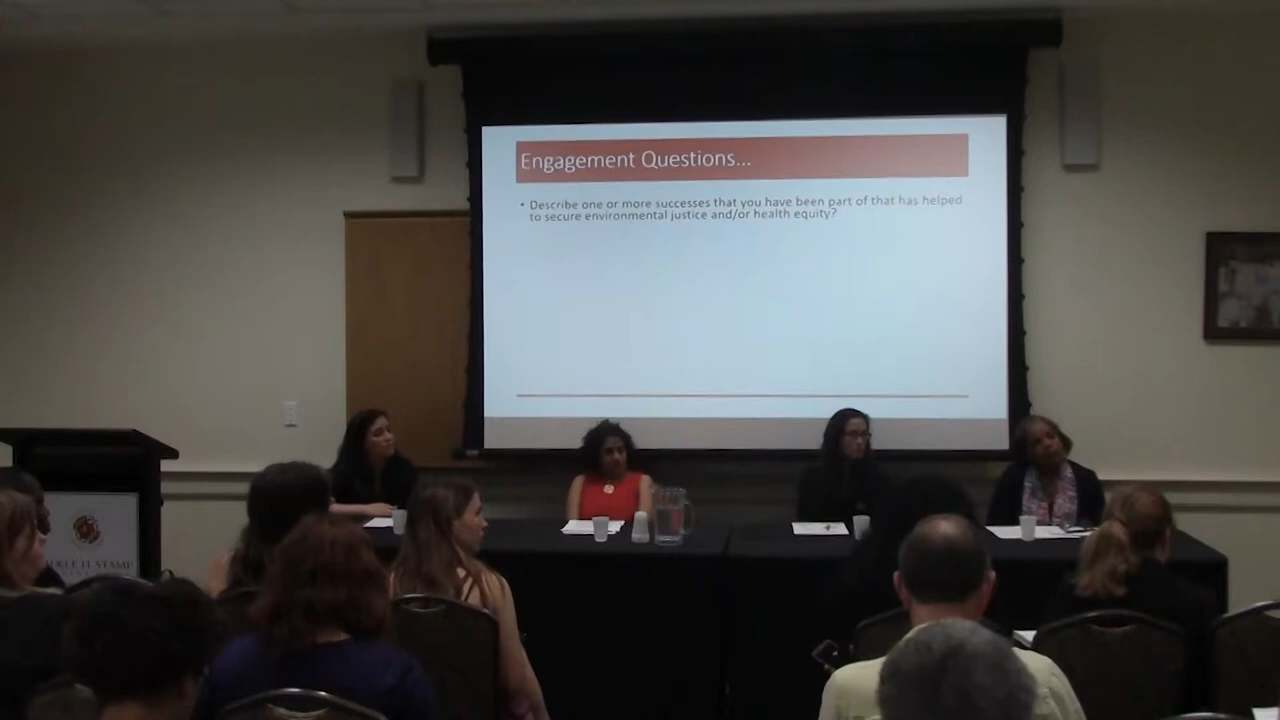 Engagement Questions...
• Describe one or more successes that you have been part of that has helped
to secure environmental justice and/or health equity?
STAMP